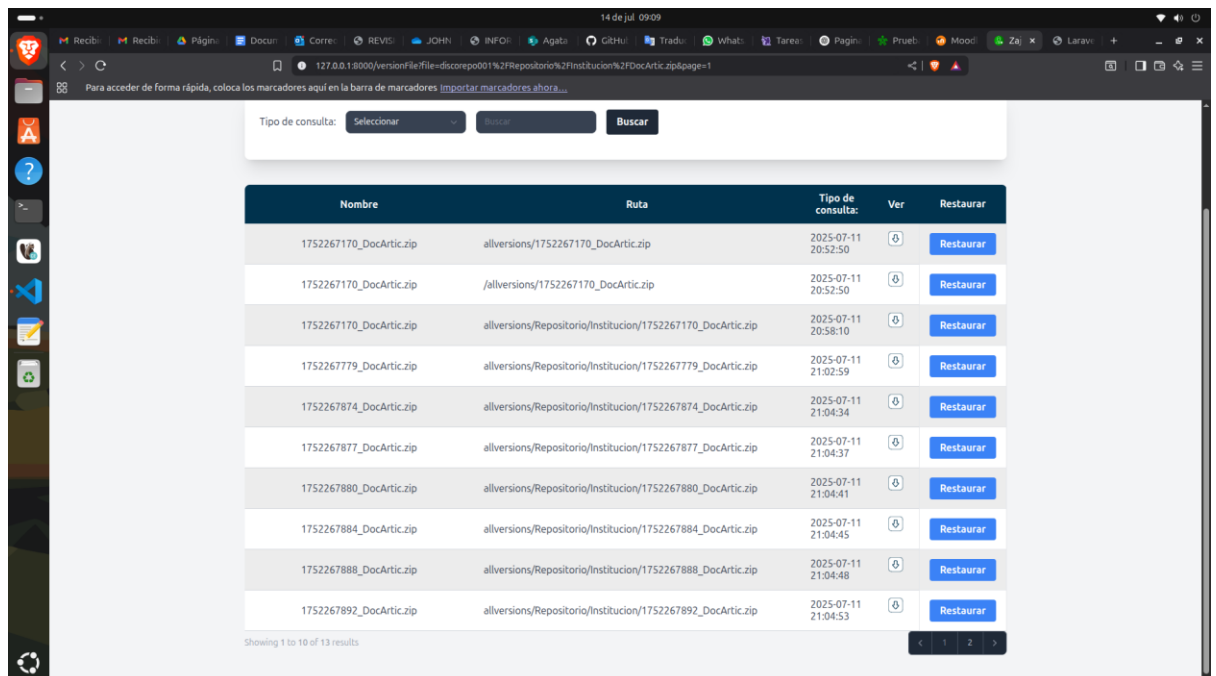 14 de jul 09:09
Recibi Recibi Página Docum Correo REVISI JOHN INFOR Agata GitHub Traduc Whats Tareas Pagina Prueb Moodl Zaj × Larave +
127.0.0.1:8000/versionFile?file=discorepo001%2FRepositorio%2FInstitucion%2FDocArtic.zip&page=1
Para acceder de forma rápida, coloca los marcadores aquí en la barra de marcadores Importar marcadores ahora...
Tipo de consulta: Seleccionar Buscar Buscar
Nombre Ruta Tipo de consulta: Ver Restaurar
1752267170_DocArtic.zip allversions/1752267170_DocArtic.zip 2025-07-11 20:52:50 Restaurar
1752267170_DocArtic.zip /allversions/1752267170_DocArtic.zip 2025-07-11 20:52:50 Restaurar
1752267170_DocArtic.zip allversions/Repositorio/Institucion/1752267170_DocArtic.zip 2025-07-11 20:58:10 Restaurar
1752267779_DocArtic.zip allversions/Repositorio/Institucion/1752267779_DocArtic.zip 2025-07-11 21:02:59 Restaurar
1752267874_DocArtic.zip allversions/Repositorio/Institucion/1752267874_DocArtic.zip 2025-07-11 21:04:34 Restaurar
1752267877_DocArtic.zip allversions/Repositorio/Institucion/1752267877_DocArtic.zip 2025-07-11 21:04:37 Restaurar
1752267880_DocArtic.zip allversions/Repositorio/Institucion/1752267880_DocArtic.zip 2025-07-11 21:04:41 Restaurar
1752267884_DocArtic.zip allversions/Repositorio/Institucion/1752267884_DocArtic.zip 2025-07-11 21:04:45 Restaurar
1752267888_DocArtic.zip allversions/Repositorio/Institucion/1752267888_DocArtic.zip 2025-07-11 21:04:48 Restaurar
1752267892_DocArtic.zip allversions/Repositorio/Institucion/1752267892_DocArtic.zip 2025-07-11 21:04:53 Restaurar
Showing 1 to 10 of 13 results < 1 2 >